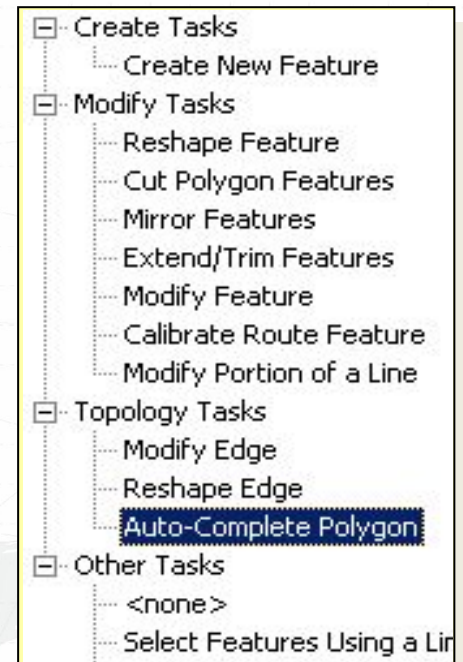 Create Tasks
Create New Feature
Modify Tasks
Reshape Feature
Cut Polygon Features
Mirror Features
Extend/Trim Features
Modify Feature
Calibrate Route Feature
Modify Portion of a Line
Topology Tasks
Modify Edge
Reshape Edge
Auto-Complete Polygon
Other Tasks
<none>
Select Features Using a